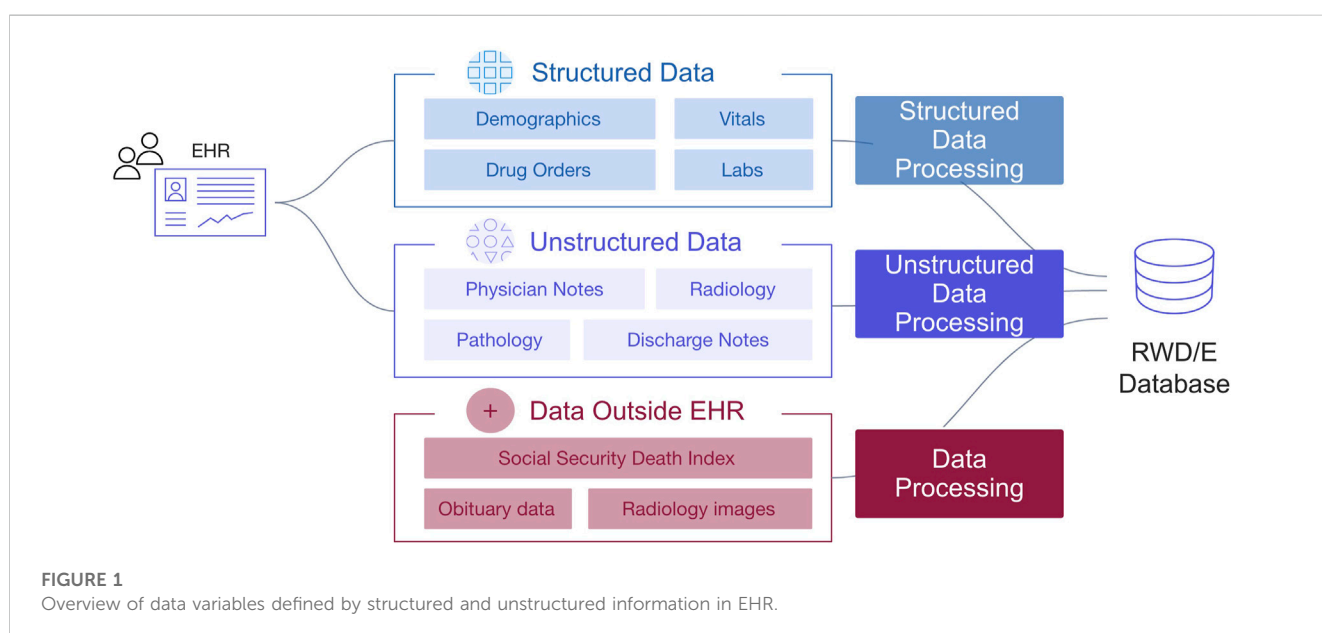 EHR
Structured Data
Demographics
Vitals
Drug Orders
Labs
Structured
Data
Processing
Unstructured Data
Physician Notes
Radiology
Pathology
Discharge Notes
Unstructured
Data
Processing
RWD/E
Database
+
Data Outside EHR
Social Security Death Index
Obituary data
Radiology images
Data
Processing
FIGURE 1
Overview of data variables defined by structured and unstructured information in EHR.